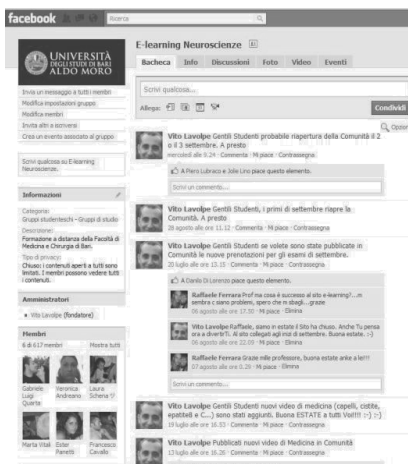 facebook
Ricerca
UNIVERSITÀ
DEGLI STUDI DI BARI
ALDO MORO
Invia un messaggio a tutti i membri
Modifica impostazioni gruppo
Modifica membri
Invita altri a iscriversi
Crea un evento associato al gruppo
Scrivi qualcosa su E-learning
Neuroscienze.
Informazioni
Categoria:
Gruppi studenteschi - Gruppi di studio
Descrizione:
Formazione a distanza della Facoltà di
Medicina e Chirurgia di Bari.
Tipo di privacy:
Chiuso: i contenuti aperti a tutti sono
limitati. I membri possono vedere tutti
i contenuti.
Amministratori
Vito Lavolpe (fondatore)
Membri
6 di 617 membri
Mostra tutti
Gabriele
Luigi
Quarta
Veronica
Andreano
Laura
Schena
Marta Vitali
Ester
Panetti
Francesco
Cavallo
E-learning Neuroscienze
Bacheca Info Discussioni Foto Video Eventi
Scrivi qualcosa...
Allega:
Condividi
Opzion
Vito Lavolpe Gentili Studenti probabile riapertura della Comunità il 2
o il 3 settembre. A presto
mercoledì alle 9.24 · Commenta · Mi piace · Contrassegna
A Piero Lubraco e Jolie Lino piace questo elemento.
Scrivi un commento...
Vito Lavolpe Gentili Studenti, i primi di settembre riapre la
Comunità. A presto
28 agosto alle ore 11.12 · Commenta · Mi piace · Contrassegna
Vito Lavolpe Gentili Studenti se volete sono state pubblicate in
Comunità le nuove prenotazioni per gli esami di settembre.
20 luglio alle ore 13.15 · Commenta · Mi piace · Contrassegna
A Danilo Di Lorenzo piace questo elemento.
Raffaele Ferrara Prof ma cosa è successo al sito e-learning?...m
sembra c siano problemi, spero che m sbagli...grazie
06 agosto alle ore 17.30 · Mi piace · Elimina
Vito Lavolpe Raffaele, siamo in estate il Sito ha chiuso. Anche Tu pensa
ora a diverteTi. Al sito collegati agli inizi di settembre. Buona estate. :-)
06 agosto alle ore 22.09 · Mi piace · Elimina
Raffaele Ferrara Grazie mille professore, buona estate anke a lei!!!
07 agosto alle ore 0.29 · Mi piace · Elimina
Scrivi un commento...
Vito Lavolpe Gentili Studenti nuovi video di medicina (capelli, cistite,
epatiteB e C...) sono stati aggiunti. Buona ESTATE a tutti Voi!!!! :-) :-)
19 luglio alle ore 16.53 · Commenta · Mi piace · Contrassegna
Vito Lavolpe Pubblicati nuovi video di Medicina in Comunità
13 luglio alle ore 16.26 · Commenta · Mi piace · Contrassegna